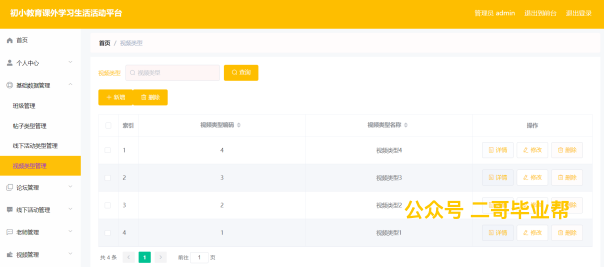 初小教育课外学习生活活动平台
管理员 admin 退出到前台 退出登录
首页
个人中心
基础数据管理
班级管理
帖子类型管理
线下活动类型管理
视频类型管理
论坛管理
线下活动管理
老师管理
视频管理
首页 / 视频类型
视频类型 视频类型 查询
+ 新增 删除
索引 视频类型编码 视频类型名称 操作
1 4 视频类型4 详情 修改 删除
2 3 视频类型3 详情 修改 删除
3 2 视频类型2
4 1 视频类型1 详情 修改 删除
公众号 二哥毕业帮
共 4 条 < 1 > 前往 1 页